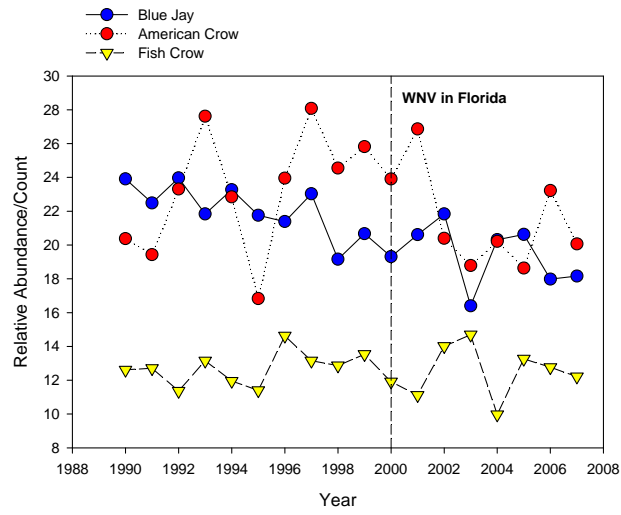 Blue Jay
American Crow
Fish Crow
30
28
26
24
22
20
18
16
14
12
10
8
WNV in Florida
Relative Abundance/Count
1988 1990 1992 1994 1996 1998 2000 2002 2004 2006 2008
Year